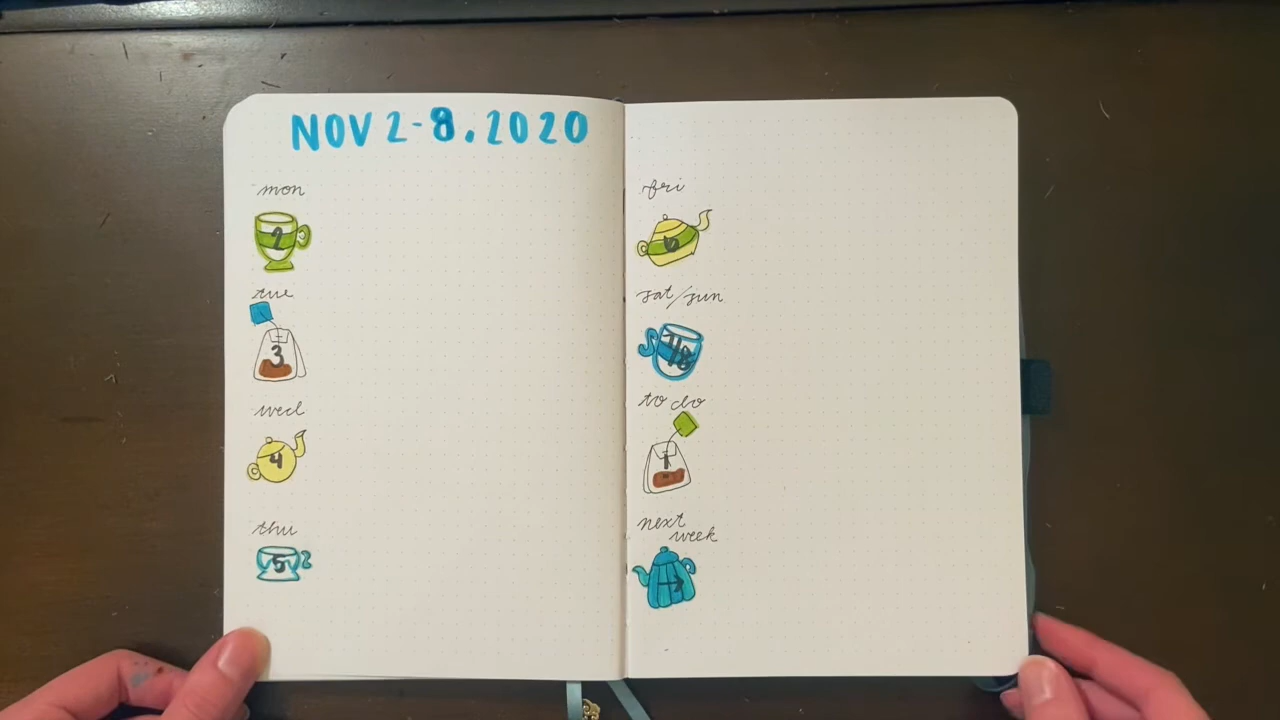 NOV 2-8.2020
mon
2
tue
3
wed
4
thu
5
fri
6
sat/sun
7/8
to do
next
week